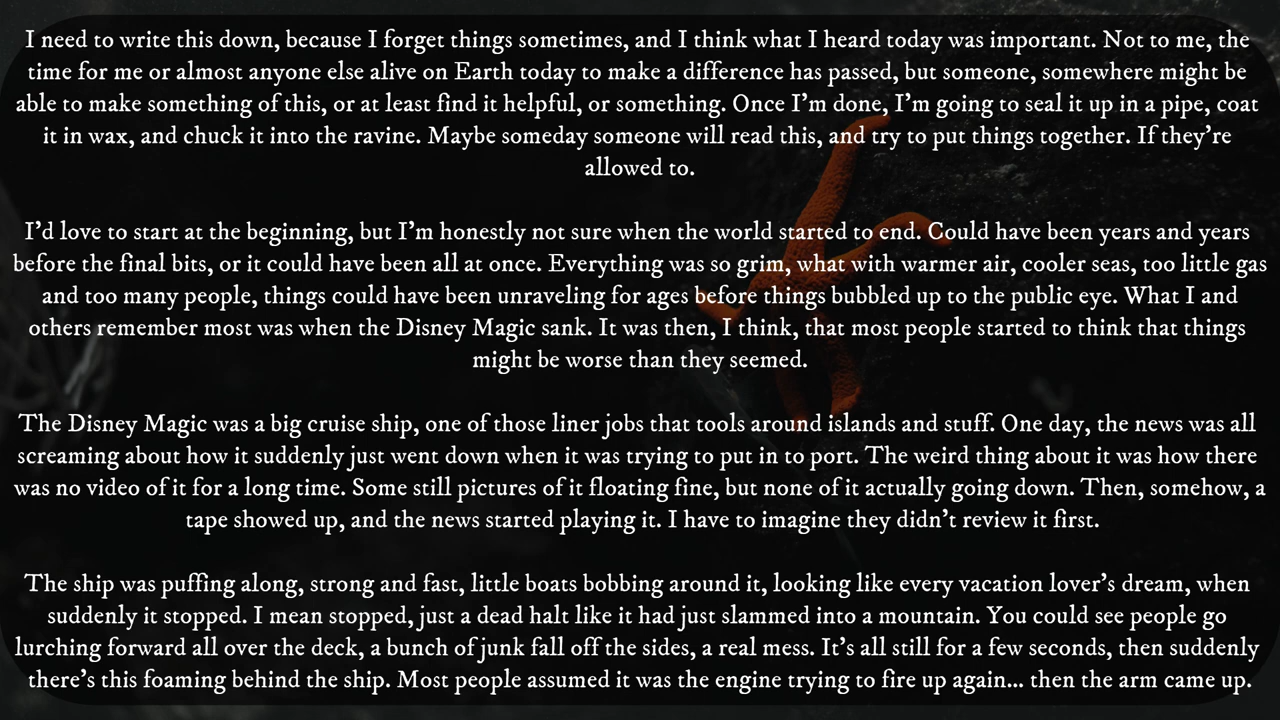 I need to write this down, because I forget things sometimes, and I think what I heard today was important. Not to me, the
time for me or almost anyone else alive on Earth today to make a difference has passed, but someone, somewhere might be
able to make something of this, or at least find it helpful, or something. Once I'm done, I'm going to seal it up in a pipe, coat
it in wax, and chuck it into the ravine. Maybe someday someone will read this, and try to put things together. If they're
allowed to.
I'd love to start at the beginning, but I'm honestly not sure when the world started to end. Could have been years and years
before the final bits, or it could have been all at once. Everything was so grim, what with warmer air, cooler seas, too little gas
and too many people, things could have been unraveling for ages before things bubbled up to the public eye. What I and
others remember most was when the Disney Magic sank. It was then, I think, that most people started to think that things
might be worse than they seemed.
The Disney Magic was a big cruise ship, one of those liner jobs that tools around islands and stuff. One day, the news was all
screaming about how it suddenly just went down when it was trying to put in to port. The weird thing about it was how there
was no video of it for a long time. Some still pictures of it floating fine, but none of it actually going down. Then, somehow, a
tape showed up, and the news started playing it. I have to imagine they didn't review it first.
The ship was puffing along, strong and fast, little boats bobbing around it, looking like every vacation lover's dream, when
suddenly it stopped. I mean stopped, just a dead halt like it had just slammed into a mountain. You could see people go
lurching forward all over the deck, a bunch of junk fall off the sides, a real mess. It's all still for a few seconds, then suddenly
there's this foaming behind the ship. Most people assumed it was the engine trying to fire up again... then the arm came up.